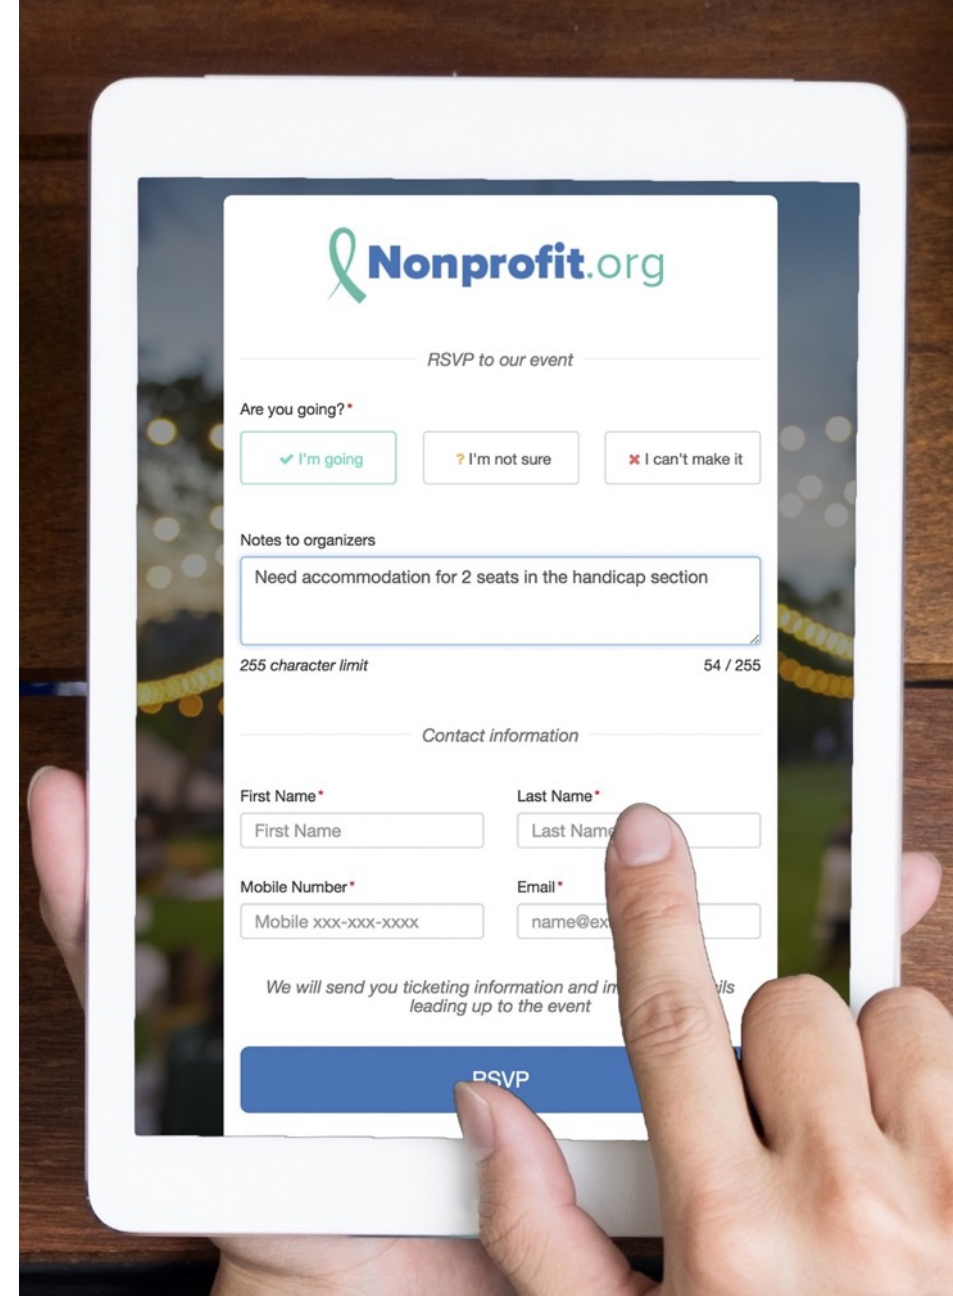 Nonprofit.org
RSVP to our event
Are you going?*
✔ I'm going ? I'm not sure ✖ I can't make it
Notes to organizers
Need accommodation for 2 seats in the handicap section
255 character limit 54 / 255
Contact information
First Name* Last Name*
First Name Last Name
Mobile Number* Email*
Mobile xxx-xxx-xxxx
We will send you ticketing information and
leading up to the event
RSVP